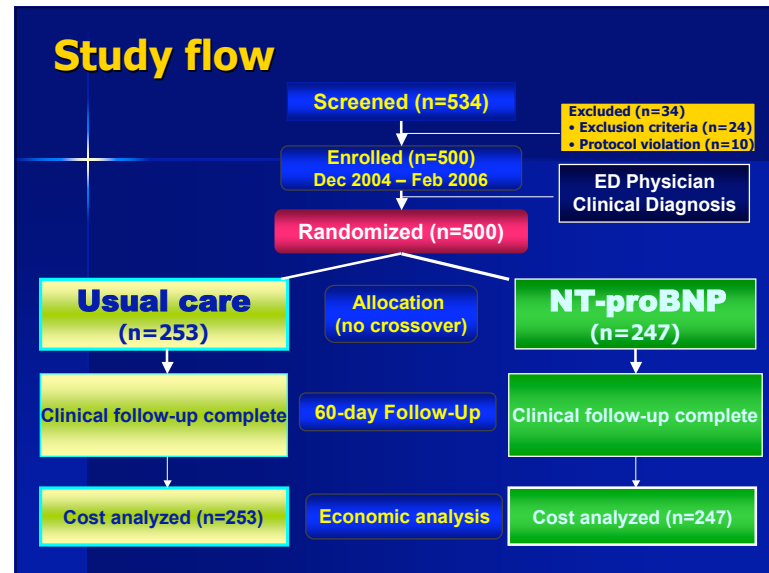 Study flow
Screened (n=534)
Excluded (n=34)
• Exclusion criteria (n=24)
• Protocol violation (n=10)
Enrolled (n=500)
Dec 2004 – Feb 2006
ED Physician
Clinical Diagnosis
Randomized (n=500)
Usual care
(n=253)
Allocation
(no crossover)
NT-proBNP
(n=247)
Clinical follow-up complete
60-day Follow-Up
Clinical follow-up complete
Cost analyzed (n=253)
Economic analysis
Cost analyzed (n=247)